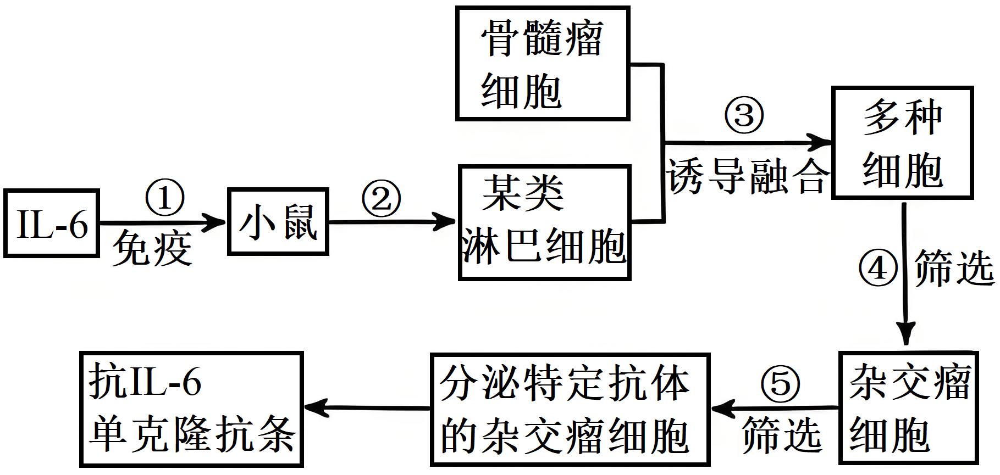 骨髓瘤
细胞
③
诱导融合
多种
细胞
IL-6
①
免疫
小鼠
②
某类
淋巴细胞
④
筛选
杂交瘤
细胞
⑤
筛选
分泌特定抗体
的杂交瘤细胞
抗IL-6
单克隆抗条